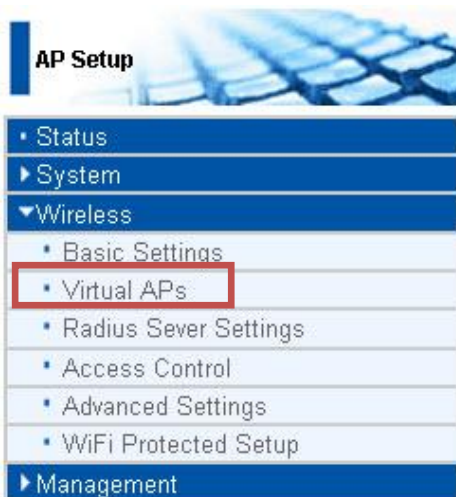 AP Setup
Status
System
Wireless
Basic Settings
Virtual APs
Radius Sever Settings
Access Control
Advanced Settings
WiFi Protected Setup
Management